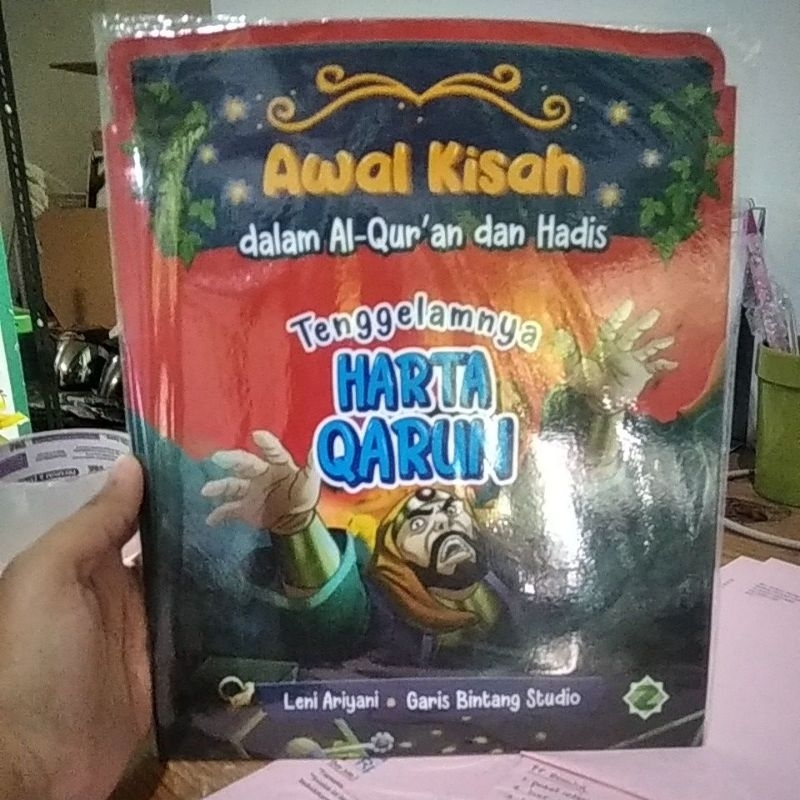 Awal Kisah
dalam Al-Qur'an dan Hadis
Tenggelamnya
HARTA
QARUN
Leni Ariyani • Garis Bintang Studio